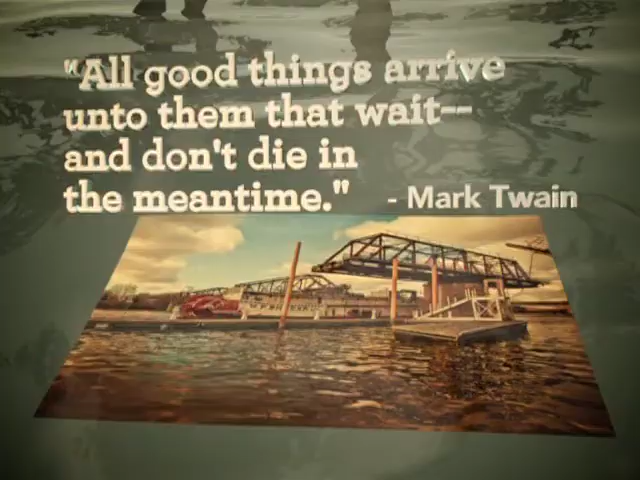 "All good things arrive
unto them that wait--
and don't die in
the meantime."   - Mark Twain